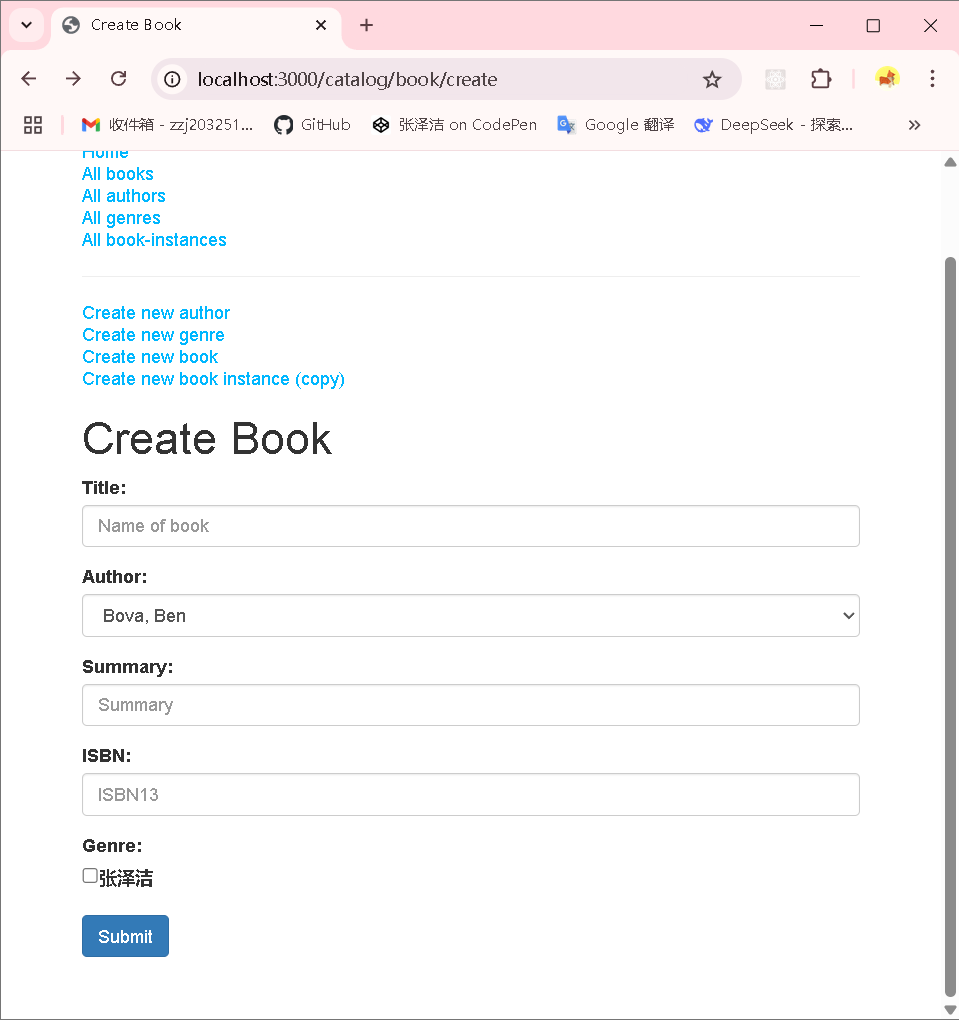 Create Book
localhost:3000/catalog/book/create
收件箱 - zzj203251... GitHub 张泽洁 on CodePen Google 翻译 DeepSeek - 探索...
Home
All books
All authors
All genres
All book-instances
Create new author
Create new genre
Create new book
Create new book instance (copy)
Create Book
Title:
Name of book
Author:
Bova, Ben
Summary:
Summary
ISBN:
ISBN13
Genre:
张泽洁
Submit